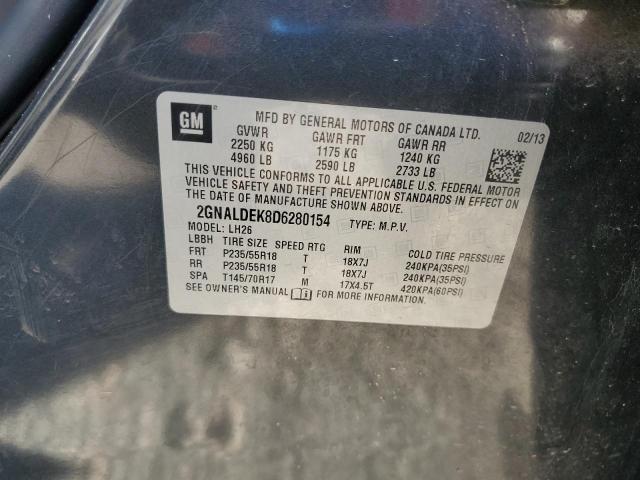 GM
MFD BY GENERAL MOTORS OF CANADA LTD. 02/13
GVWR GAWR FRT GAWR RR
2250 KG 1175 KG 1240 KG
4960 LB 2590 LB 2733 LB
THIS VEHICLE CONFORMS TO ALL APPLICABLE U.S. FEDERAL MOTOR
VEHICLE SAFETY AND THEFT PREVENTION STANDARDS IN EFFECT ON
THE DATE OF MANUFACTURE SHOWN ABOVE.
2GNALDEK8D6280154 TYPE: M.P.V.
MODEL: LH26
LBBH TIRE SIZE SPEED RTG RIM COLD TIRE PRESSURE
FRT P235/55R18 T 18X7J 240KPA(35PSI)
RR P235/55R18 T 18X7J 240KPA(35PSI)
SPA T145/70R17 M 17X4.5T 420KPA(60PSI)
SEE OWNER'S MANUAL FOR MORE INFORMATION.